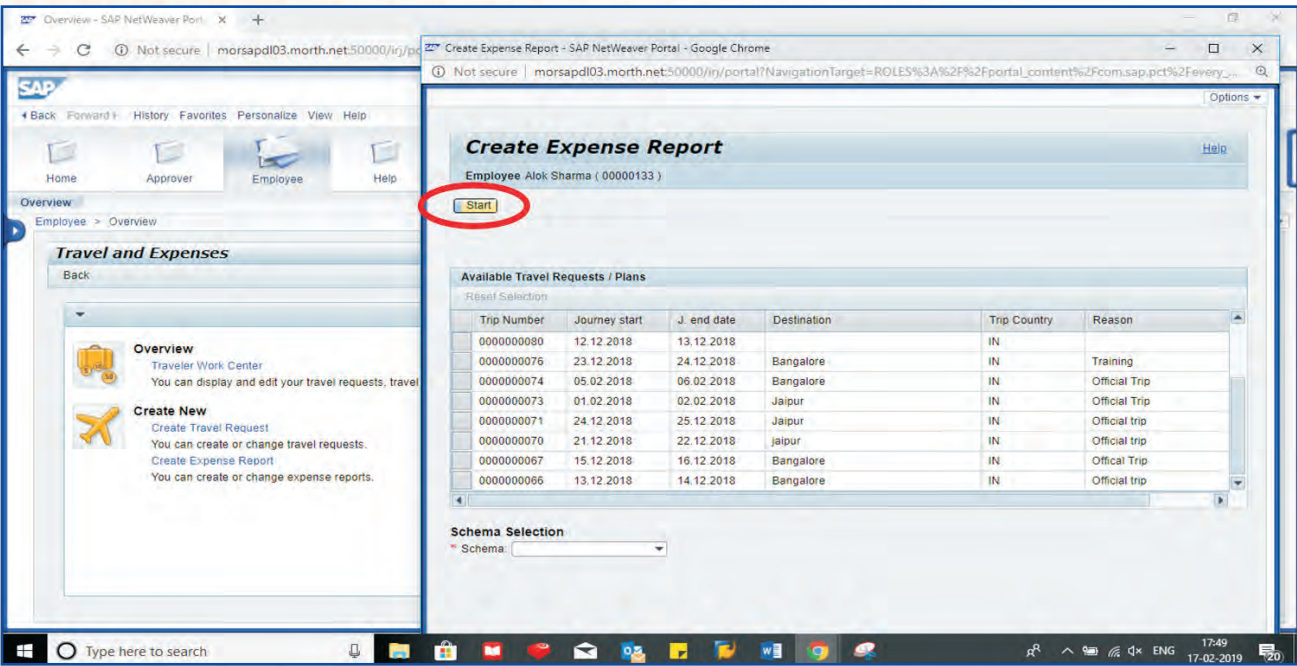 Overview - SAP NetWeaver Port
Not secure | morsapdl03.morth.net:50000/irj/po
SAP
Back Forward History Favorites Personalize View Help
Home Approver Employee Help
Overview
Employee > Overview
Travel and Expenses
Back
Overview
Traveler Work Center
You can display and edit your travel requests, travel
Create New
Create Travel Request
You can create or change travel requests.
Create Expense Report
You can create or change expense reports.
Create Expense Report - SAP NetWeaver Portal - Google Chrome
Not secure | morsapdl03.morth.net:50000/irj/portal?NavigationTarget=ROLES%3A%2F%2Fportal_content%2Fcom.sap.pct%2Fevery_...
Options
Create Expense Report Help
Employee Alok Sharma ( 00000133 )
Start
Available Travel Requests / Plans
Reset Selection
Trip Number Journey start J. end date Destination Trip Country Reason
0000000080 12.12.2018 13.12.2018 IN
0000000076 23.12.2018 24.12.2018 Bangalore IN Training
0000000074 05.02.2018 06.02.2018 Bangalore IN Official Trip
0000000073 01.02.2018 02.02.2018 Jaipur IN Official Trip
0000000071 24.12.2018 25.12.2018 Jaipur IN Official trip
0000000070 21.12.2018 22.12.2018 jaipur IN Official trip
0000000067 15.12.2018 16.12.2018 Bangalore IN Offical Trip
0000000066 13.12.2018 14.12.2018 Bangalore IN Official trip
Schema Selection
* Schema:
Type here to search
ENG
17:49
17-02-2019
20